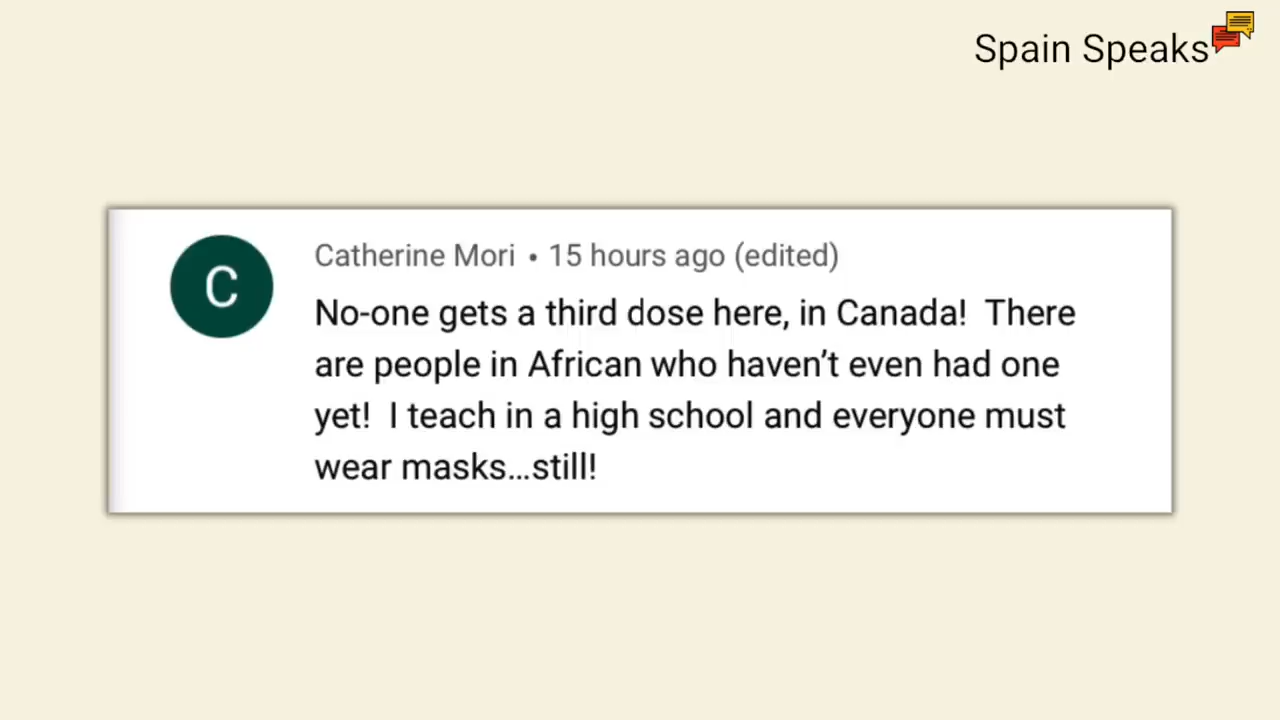 Spain Speaks
C
Catherine Mori • 15 hours ago (edited)
No-one gets a third dose here, in Canada!  There
are people in African who haven’t even had one
yet!  I teach in a high school and everyone must
wear masks...still!